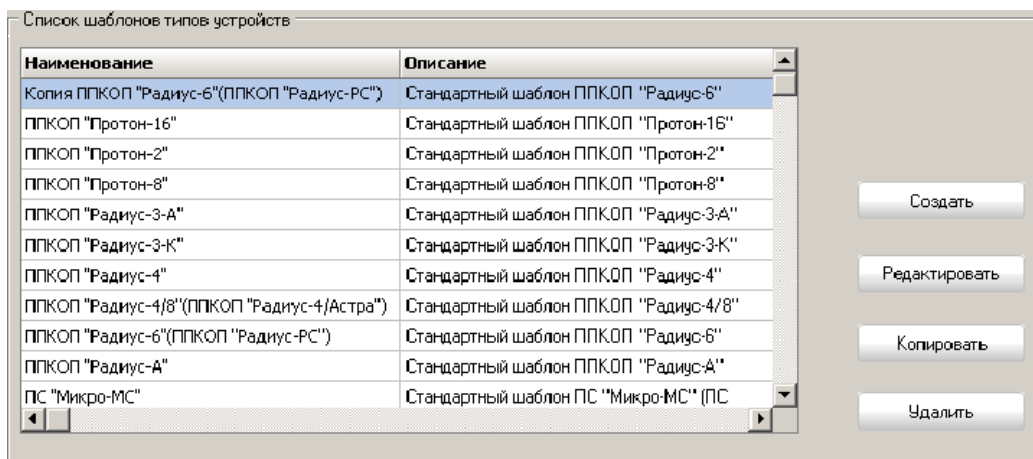 Список шаблонов типов устройств
Наименование Описание
Копия ППКОП "Радиус-6"(ППКОП "Радиус-РС") Стандартный шаблон ППКОП "Радиус-6"
ППКОП "Протон-16" Стандартный шаблон ППКОП "Протон-16"
ППКОП "Протон-2" Стандартный шаблон ППКОП "Протон-2"
ППКОП "Протон-8" Стандартный шаблон ППКОП "Протон-8"
ППКОП "Радиус-3-А" Стандартный шаблон ППКОП "Радиус-3-А"
ППКОП "Радиус-3-К" Стандартный шаблон ППКОП "Радиус-3-К"
ППКОП "Радиус-4" Стандартный шаблон ППКОП "Радиус-4"
ППКОП "Радиус-4/8"(ППКОП "Радиус-4/Астра") Стандартный шаблон ППКОП "Радиус-4/8"
ППКОП "Радиус-6"(ППКОП "Радиус-РС") Стандартный шаблон ППКОП "Радиус-6"
ППКОП "Радиус-А" Стандартный шаблон ППКОП "Радиус-А"
ПС "Микро-МС" Стандартный шаблон ПС "Микро-МС" (ПС
Создать
Редактировать
Копировать
Удалить